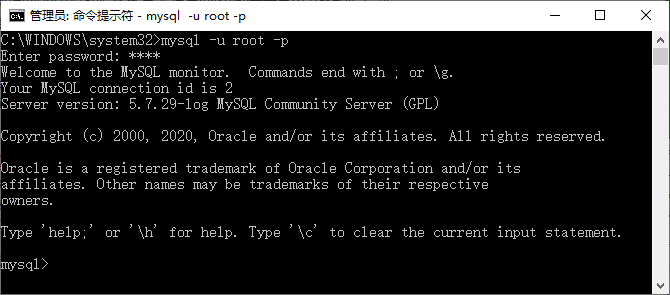 管理员: 命令提示符 - mysql  -u root -p
C:\WINDOWS\system32>mysql -u root -p
Enter password: ****
Welcome to the MySQL monitor.  Commands end with ; or \g.
Your MySQL connection id is 2
Server version: 5.7.29-log MySQL Community Server (GPL)
Copyright (c) 2000, 2020, Oracle and/or its affiliates. All rights reserved.
Oracle is a registered trademark of Oracle Corporation and/or its
affiliates. Other names may be trademarks of their respective
owners.
Type 'help;' or '\h' for help. Type '\c' to clear the current input statement.
mysql>